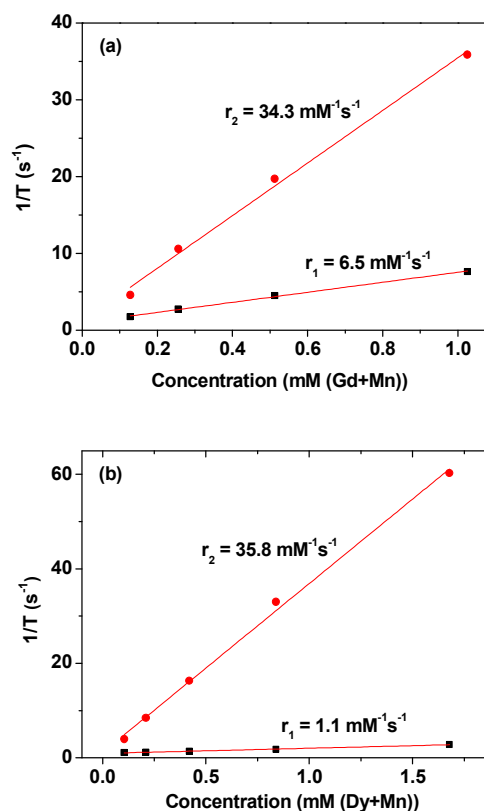 (a)
40
30
20
10
0
1/T (s⁻¹)
r₂ = 34.3 mM⁻¹s⁻¹
r₁ = 6.5 mM⁻¹s⁻¹
0.0 0.2 0.4 0.6 0.8 1.0
Concentration (mM (Gd+Mn))
(b)
60
40
20
0
1/T (s⁻¹)
r₂ = 35.8 mM⁻¹s⁻¹
r₁ = 1.1 mM⁻¹s⁻¹
0.0 0.5 1.0 1.5
Concentration (mM (Dy+Mn))